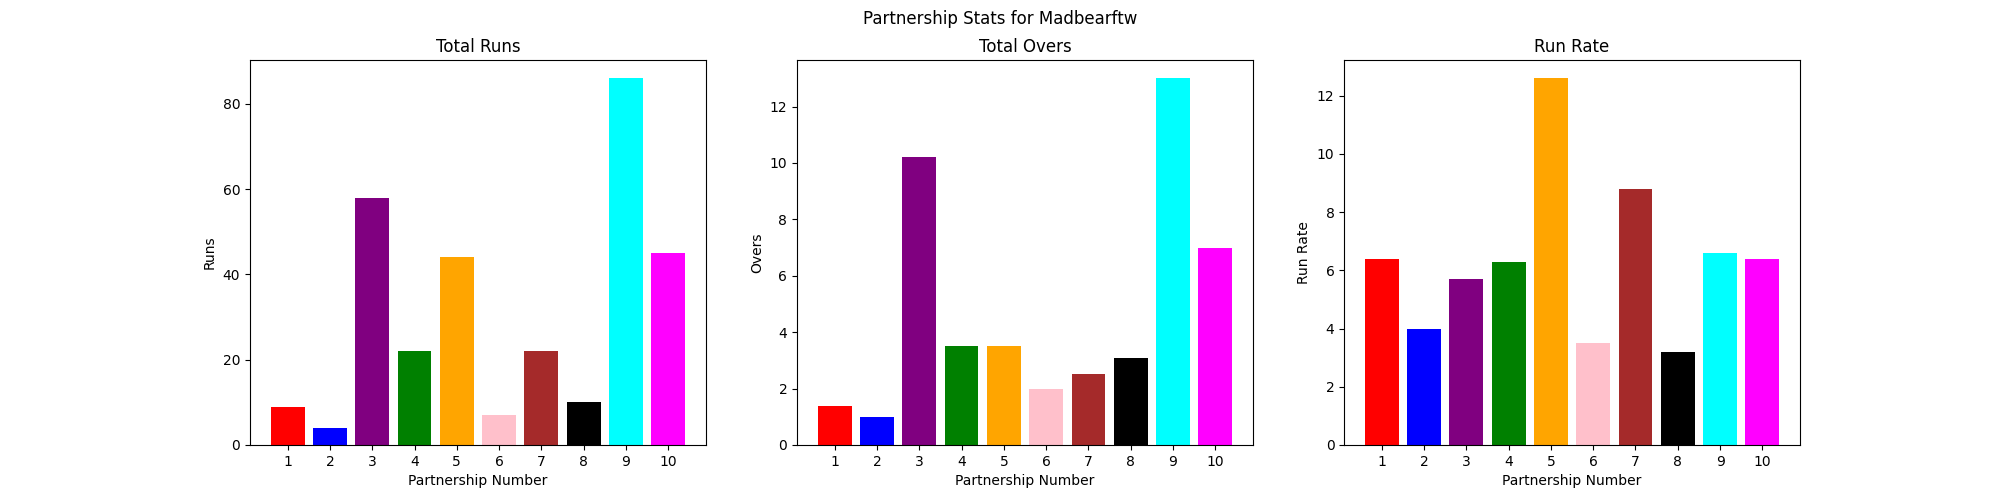 Partnership Stats for Madbearftw
Total Runs
80
60
40
20
0
Runs
1 2 3 4 5 6 7 8 9 10
Partnership Number
Total Overs
12
10
8
6
4
2
0
Overs
1 2 3 4 5 6 7 8 9 10
Partnership Number
Run Rate
12
10
8
6
4
2
0
Run Rate
1 2 3 4 5 6 7 8 9 10
Partnership Number